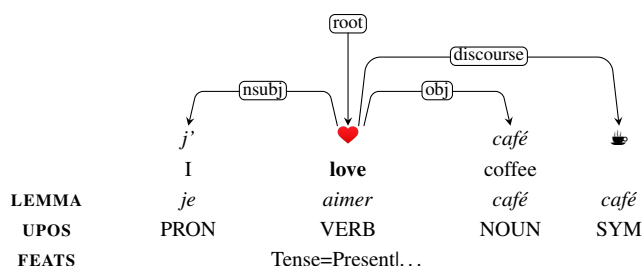 root
discourse
nsubj obj
j' ❤ café ☕
I love coffee
LEMMA je aimer café café
UPOS PRON VERB NOUN SYM
FEATS Tense=Present|...